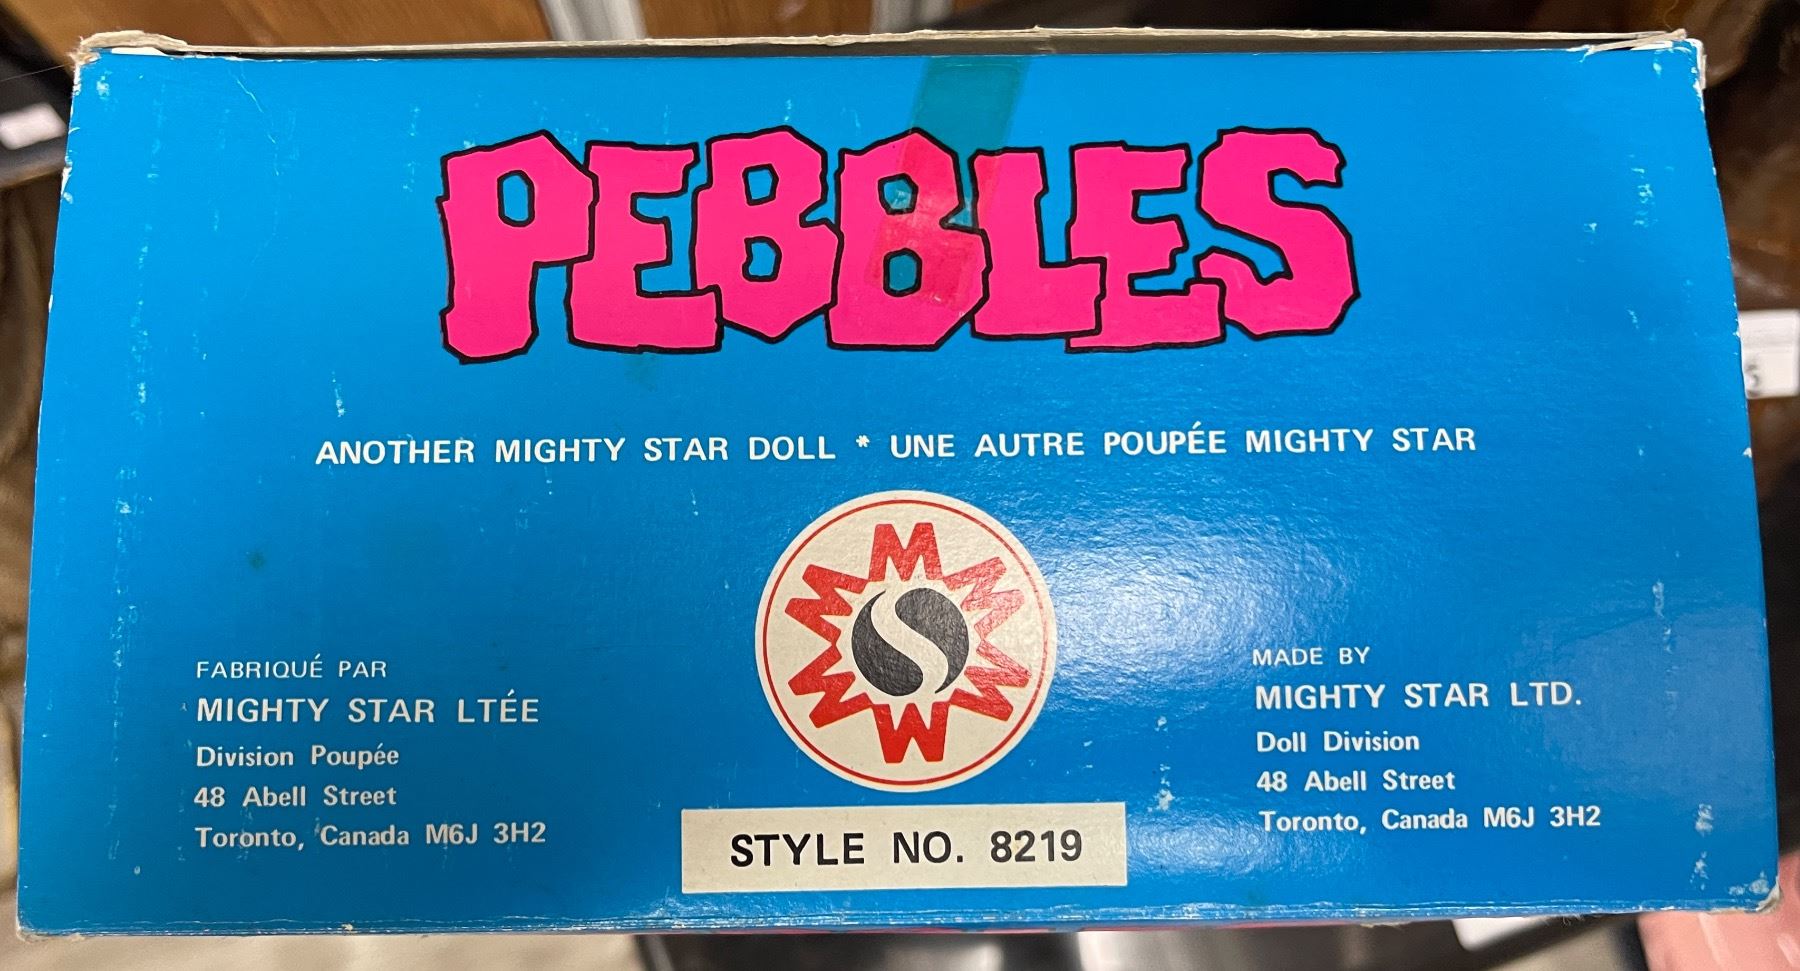 PEBBLES
ANOTHER MIGHTY STAR DOLL * UNE AUTRE POUPÉE MIGHTY STAR
M M M M M M M M
S
FABRIQUÉ PAR
MIGHTY STAR LTÉE
Division Poupée
48 Abell Street
Toronto, Canada M6J 3H2
MADE BY
MIGHTY STAR LTD.
Doll Division
48 Abell Street
Toronto, Canada M6J 3H2
STYLE NO. 8219